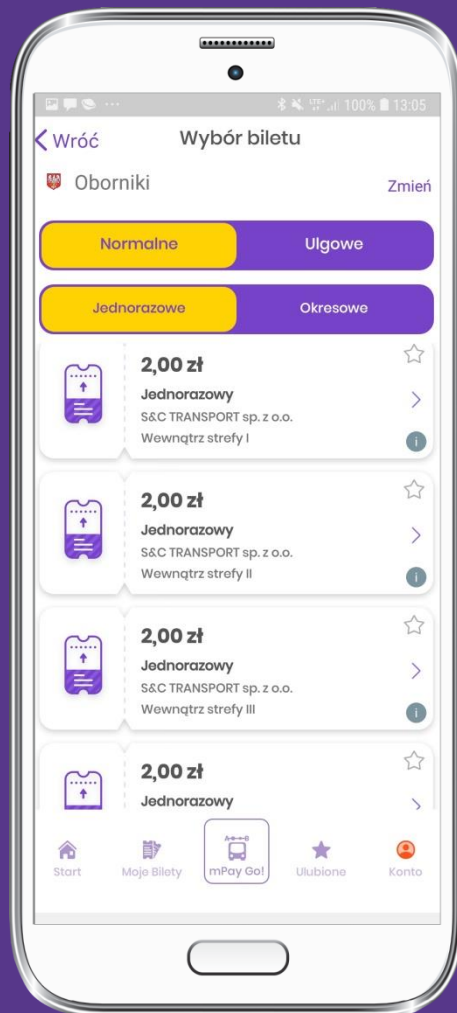 LTE+ 100% 13:05
Wróć Wybór biletu
Oborniki Zmień
Normalne Ulgowe
Jednorazowe Okresowe
2,00 zł
Jednorazowy
S&C TRANSPORT sp. z o.o.
Wewnątrz strefy I
2,00 zł
Jednorazowy
S&C TRANSPORT sp. z o.o.
Wewnątrz strefy II
2,00 zł
Jednorazowy
S&C TRANSPORT sp. z o.o.
Wewnątrz strefy III
2,00 zł
Jednorazowy
A B
Start Moje Bilety mPay Go! Ulubione Konto